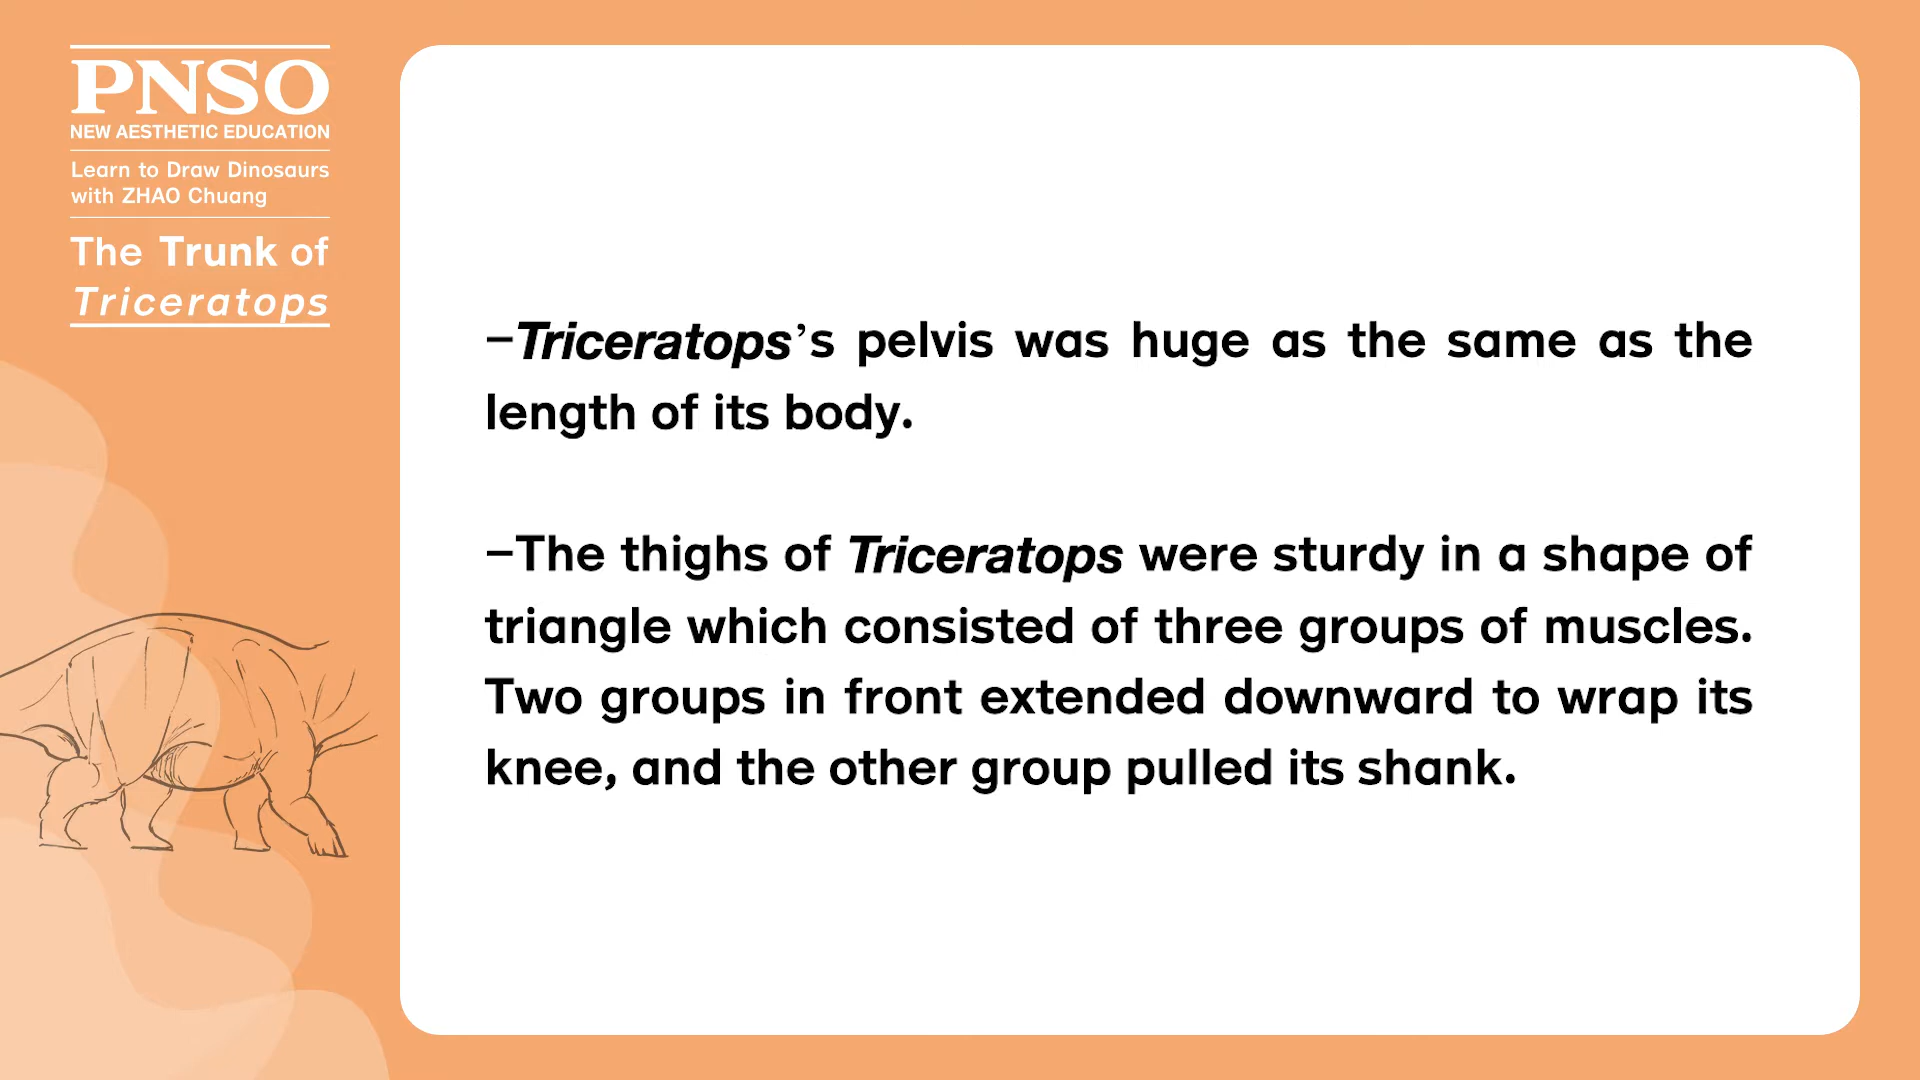 PNSO
NEW AESTHETIC EDUCATION
Learn to Draw Dinosaurs
with ZHAO Chuang
The Trunk of
Triceratops
–Triceratops's pelvis was huge as the same as the
length of its body.
–The thighs of Triceratops were sturdy in a shape of
triangle which consisted of three groups of muscles.
Two groups in front extended downward to wrap its
knee, and the other group pulled its shank.